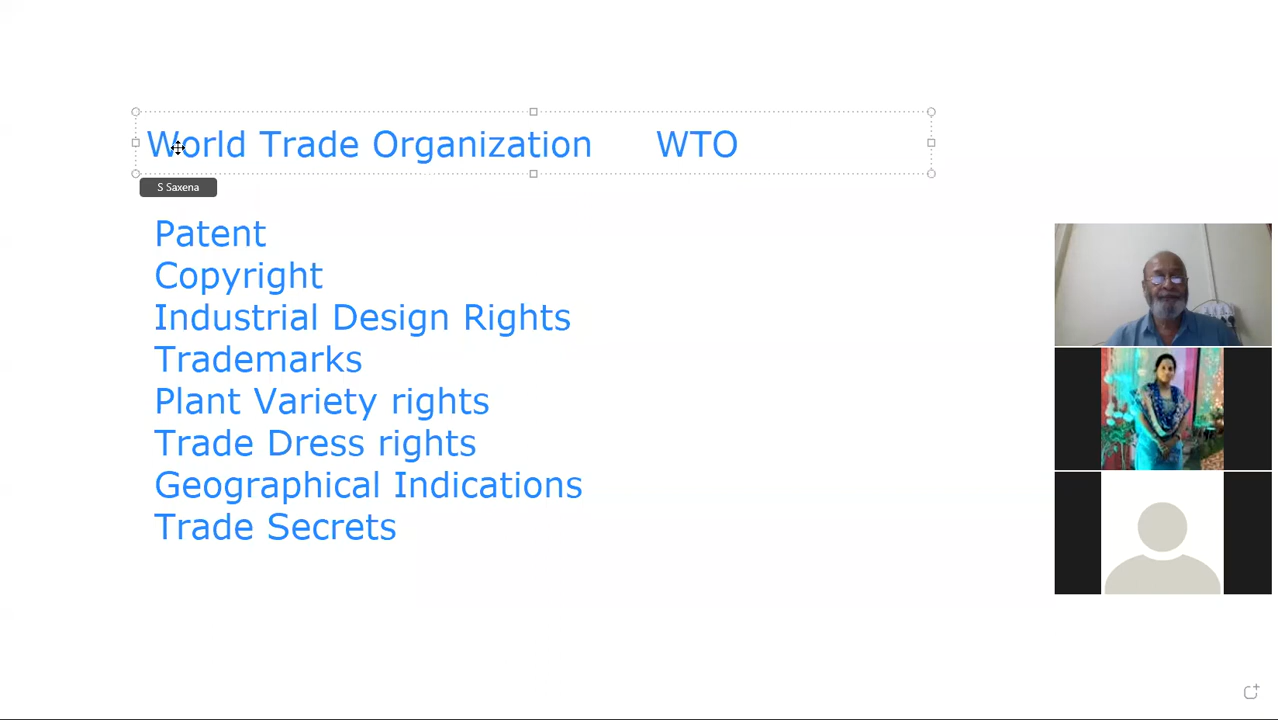 World Trade Organization WTO
S Saxena
Patent
Copyright
Industrial Design Rights
Trademarks
Plant Variety rights
Trade Dress rights
Geographical Indications
Trade Secrets